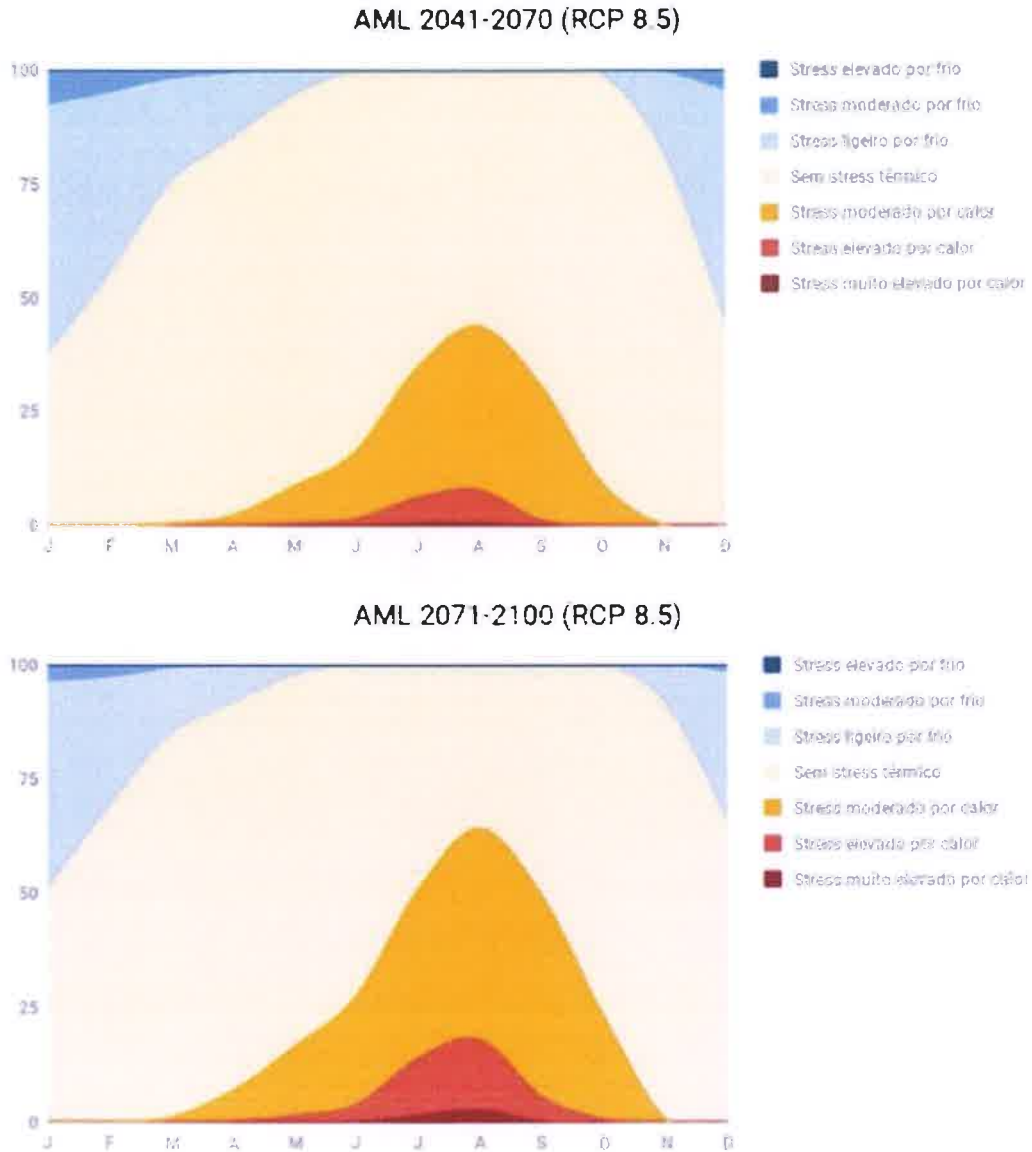 AML 2041-2070 (RCP 8.5)
100
75
50
25
0
J F M A M J J A S O N D
Stress elevado por frio
Stress moderado por frio
Stress ligeiro por frio
Sem stress térmico
Stress moderado por calor
Stress elevado por calor
Stress muito elevado por calor
AML 2071-2100 (RCP 8.5)
100
75
50
25
0
J F M A M J J A S O N D
Stress elevado por frio
Stress moderado por frio
Stress ligeiro por frio
Sem stress térmico
Stress moderado por calor
Stress elevado por calor
Stress muito elevado por calor